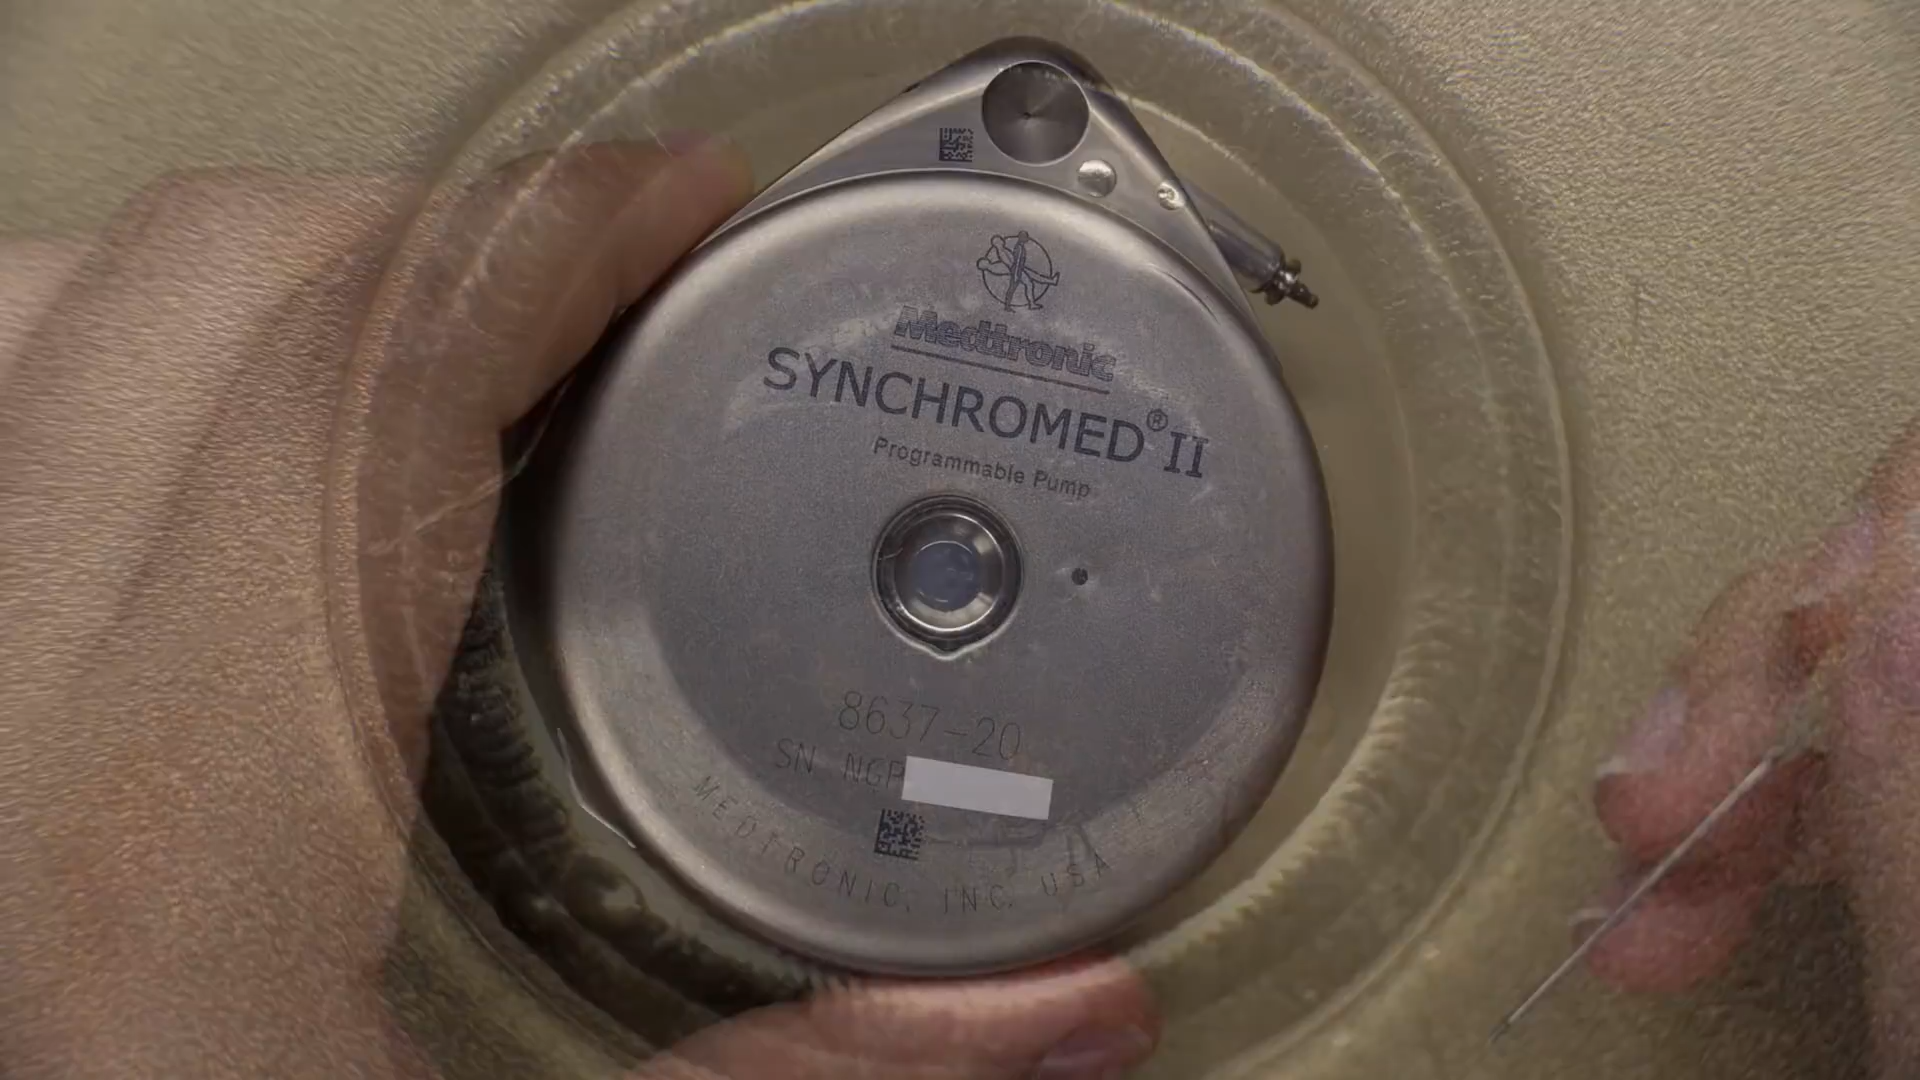 Medtronic
SYNCHROMED® II
Programmable Pump
8637-20
SN NGP
MEDTRONIC, INC. USA